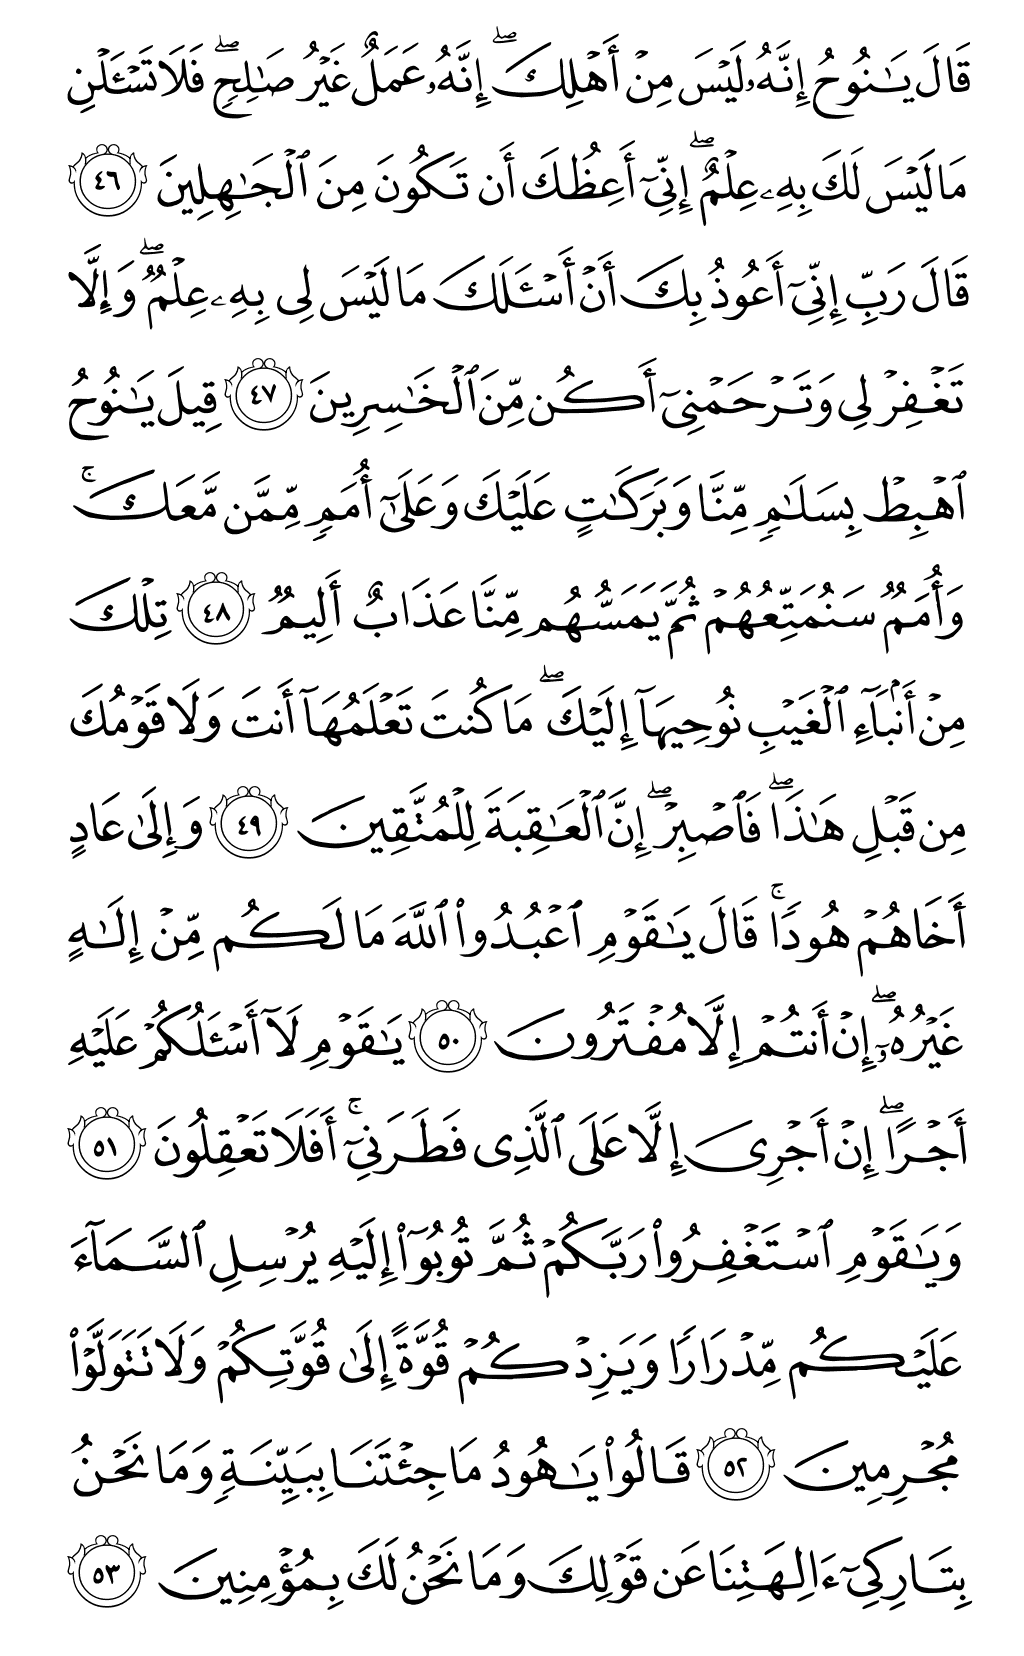 قَالَ يَـٰنُوحُ إِنَّهُۥ لَيْسَ مِنْ أَهْلِكَ ۖ إِنَّهُۥ عَمَلٌ غَيْرُ صَـٰلِحٍۢ ۖ فَلَا تَسْـَٔلْنِ
مَا لَيْسَ لَكَ بِهِۦ عِلْمٌ ۖ إِنِّىٓ أَعِظُكَ أَن تَكُونَ مِنَ ٱلْجَـٰهِلِينَ ٤٦
قَالَ رَبِّ إِنِّىٓ أَعُوذُ بِكَ أَنْ أَسْـَٔلَكَ مَا لَيْسَ لِى بِهِۦ عِلْمٌۭ ۖ وَإِلَّا
تَغْفِرْ لِى وَتَرْحَمْنِىٓ أَكُن مِّنَ ٱلْخَـٰسِرِينَ ٤٧ قِيلَ يَـٰنُوحُ
ٱهْبِطْ بِسَلَـٰمٍۢ مِّنَّا وَبَرَكَـٰتٍ عَلَيْكَ وَعَلَىٰٓ أُمَمٍۢ مِّمَّن مَّعَكَ ۚ
وَأُمَمٌۭ سَنُمَتِّعُهُمْ ثُمَّ يَمَسُّهُم مِّنَّا عَذَابٌ أَلِيمٌۭ ٤٨ تِلْكَ
مِنْ أَنۢبَآءِ ٱلْغَيْبِ نُوحِيهَآ إِلَيْكَ ۖ مَا كُنتَ تَعْلَمُهَآ أَنتَ وَلَا قَوْمُكَ
مِن قَبْلِ هَـٰذَا ۖ فَٱصْبِرْ ۖ إِنَّ ٱلْعَـٰقِبَةَ لِلْمُتَّقِينَ ٤٩ وَإِلَىٰ عَادٍ
أَخَاهُمْ هُودًۭا ۚ قَالَ يَـٰقَوْمِ ٱعْبُدُوا۟ ٱللَّهَ مَا لَكُم مِّنْ إِلَـٰهٍ
غَيْرُهُۥٓ ۖ إِنْ أَنتُمْ إِلَّا مُفْتَرُونَ ٥٠ يَـٰقَوْمِ لَآ أَسْـَٔلُكُمْ عَلَيْهِ
أَجْرًا ۖ إِنْ أَجْرِىَ إِلَّا عَلَى ٱلَّذِى فَطَرَنِىٓ ۚ أَفَلَا تَعْقِلُونَ ٥١
وَيَـٰقَوْمِ ٱسْتَغْفِرُوا۟ رَبَّكُمْ ثُمَّ تُوبُوٓا۟ إِلَيْهِ يُرْسِلِ ٱلسَّمَآءَ
عَلَيْكُم مِّدْرَارًۭا وَيَزِدْكُمْ قُوَّةً إِلَىٰ قُوَّتِكُمْ وَلَا تَتَوَلَّوْا۟
مُجْرِمِينَ ٥٢ قَالُوا۟ يَـٰهُودُ مَا جِئْتَنَا بِبَيِّنَةٍۢ وَمَا نَحْنُ
بِتَارِكِىٓ ءَالِهَتِنَا عَن قَوْلِكَ وَمَا نَحْنُ لَكَ بِمُؤْمِنِينَ ٥٣